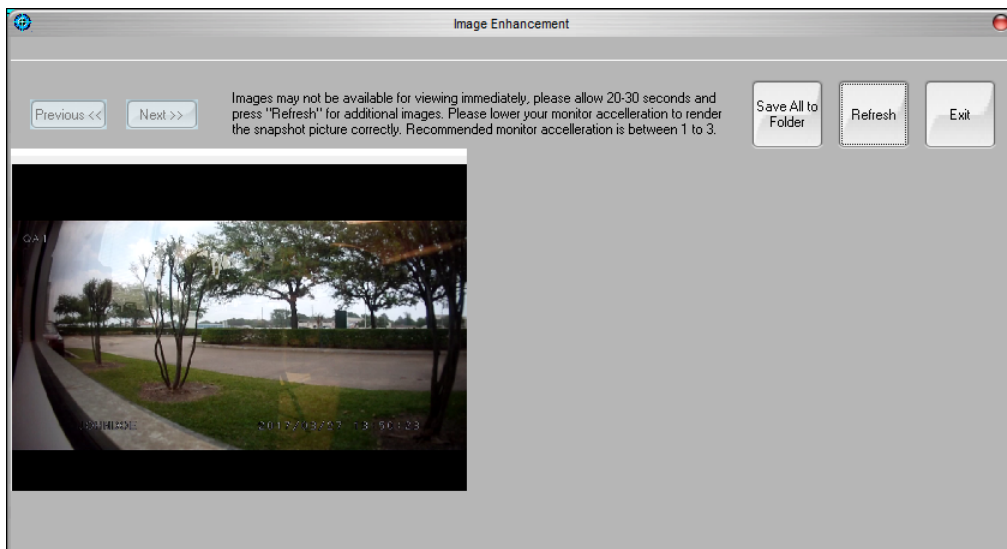 Image Enhancement
Previous <<
Next >>
Images may not be available for viewing immediately, please allow 20-30 seconds and
press "Refresh" for additional images. Please lower your monitor accelleration to render
the snapshot picture correctly. Recommended monitor accelleration is between 1 to 3.
Save All to
Folder
Refresh
Exit